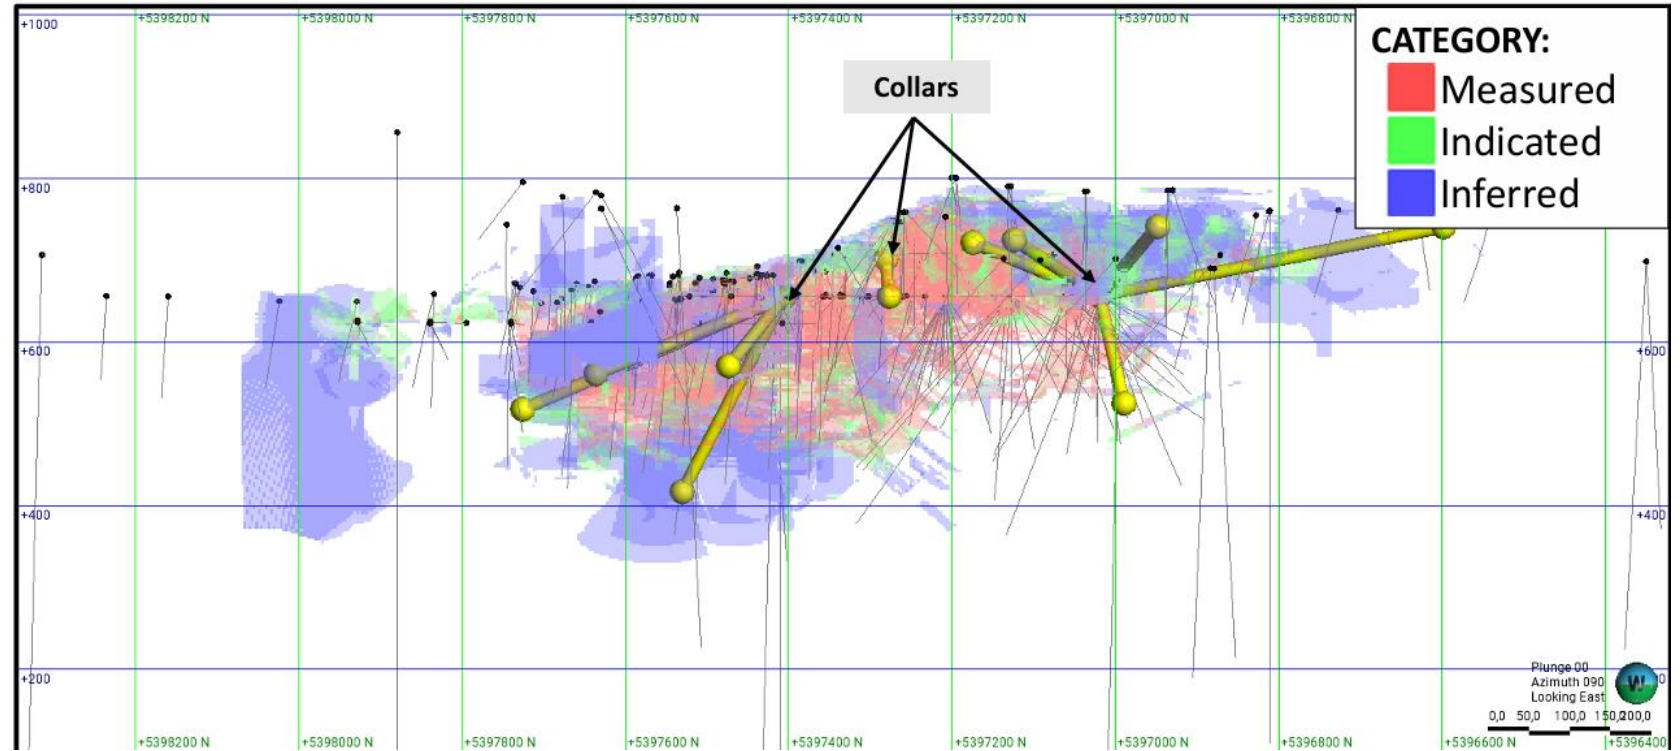 +5398200 N +5398000 N +5397800 N +5397600 N +5397400 N +5397200 N +5397000 N +5396800 N
+1000
CATEGORY:
Measured
Indicated
Inferred
Collars
+800
+600
+600
+400
+400
+200
Plunge 00
Azimuth 090
Looking East
W
0,0 50,0 100,0 150,0 200,0
+5398200 N +5398000 N +5397800 N +5397600 N +5397400 N +5397200 N +5397000 N +5396800 N +5396600 N +5396400